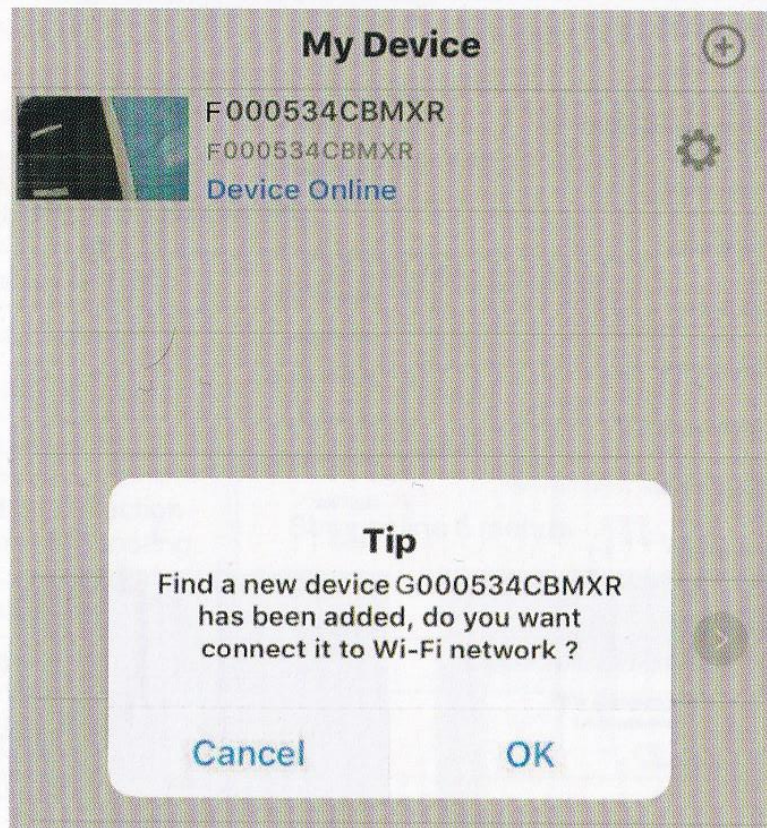 My Device
F000534CBMXR
F000534CBMXR
Device Online
Tip
Find a new device G000534CBMXR
has been added, do you want
connect it to Wi-Fi network ?
Cancel
OK